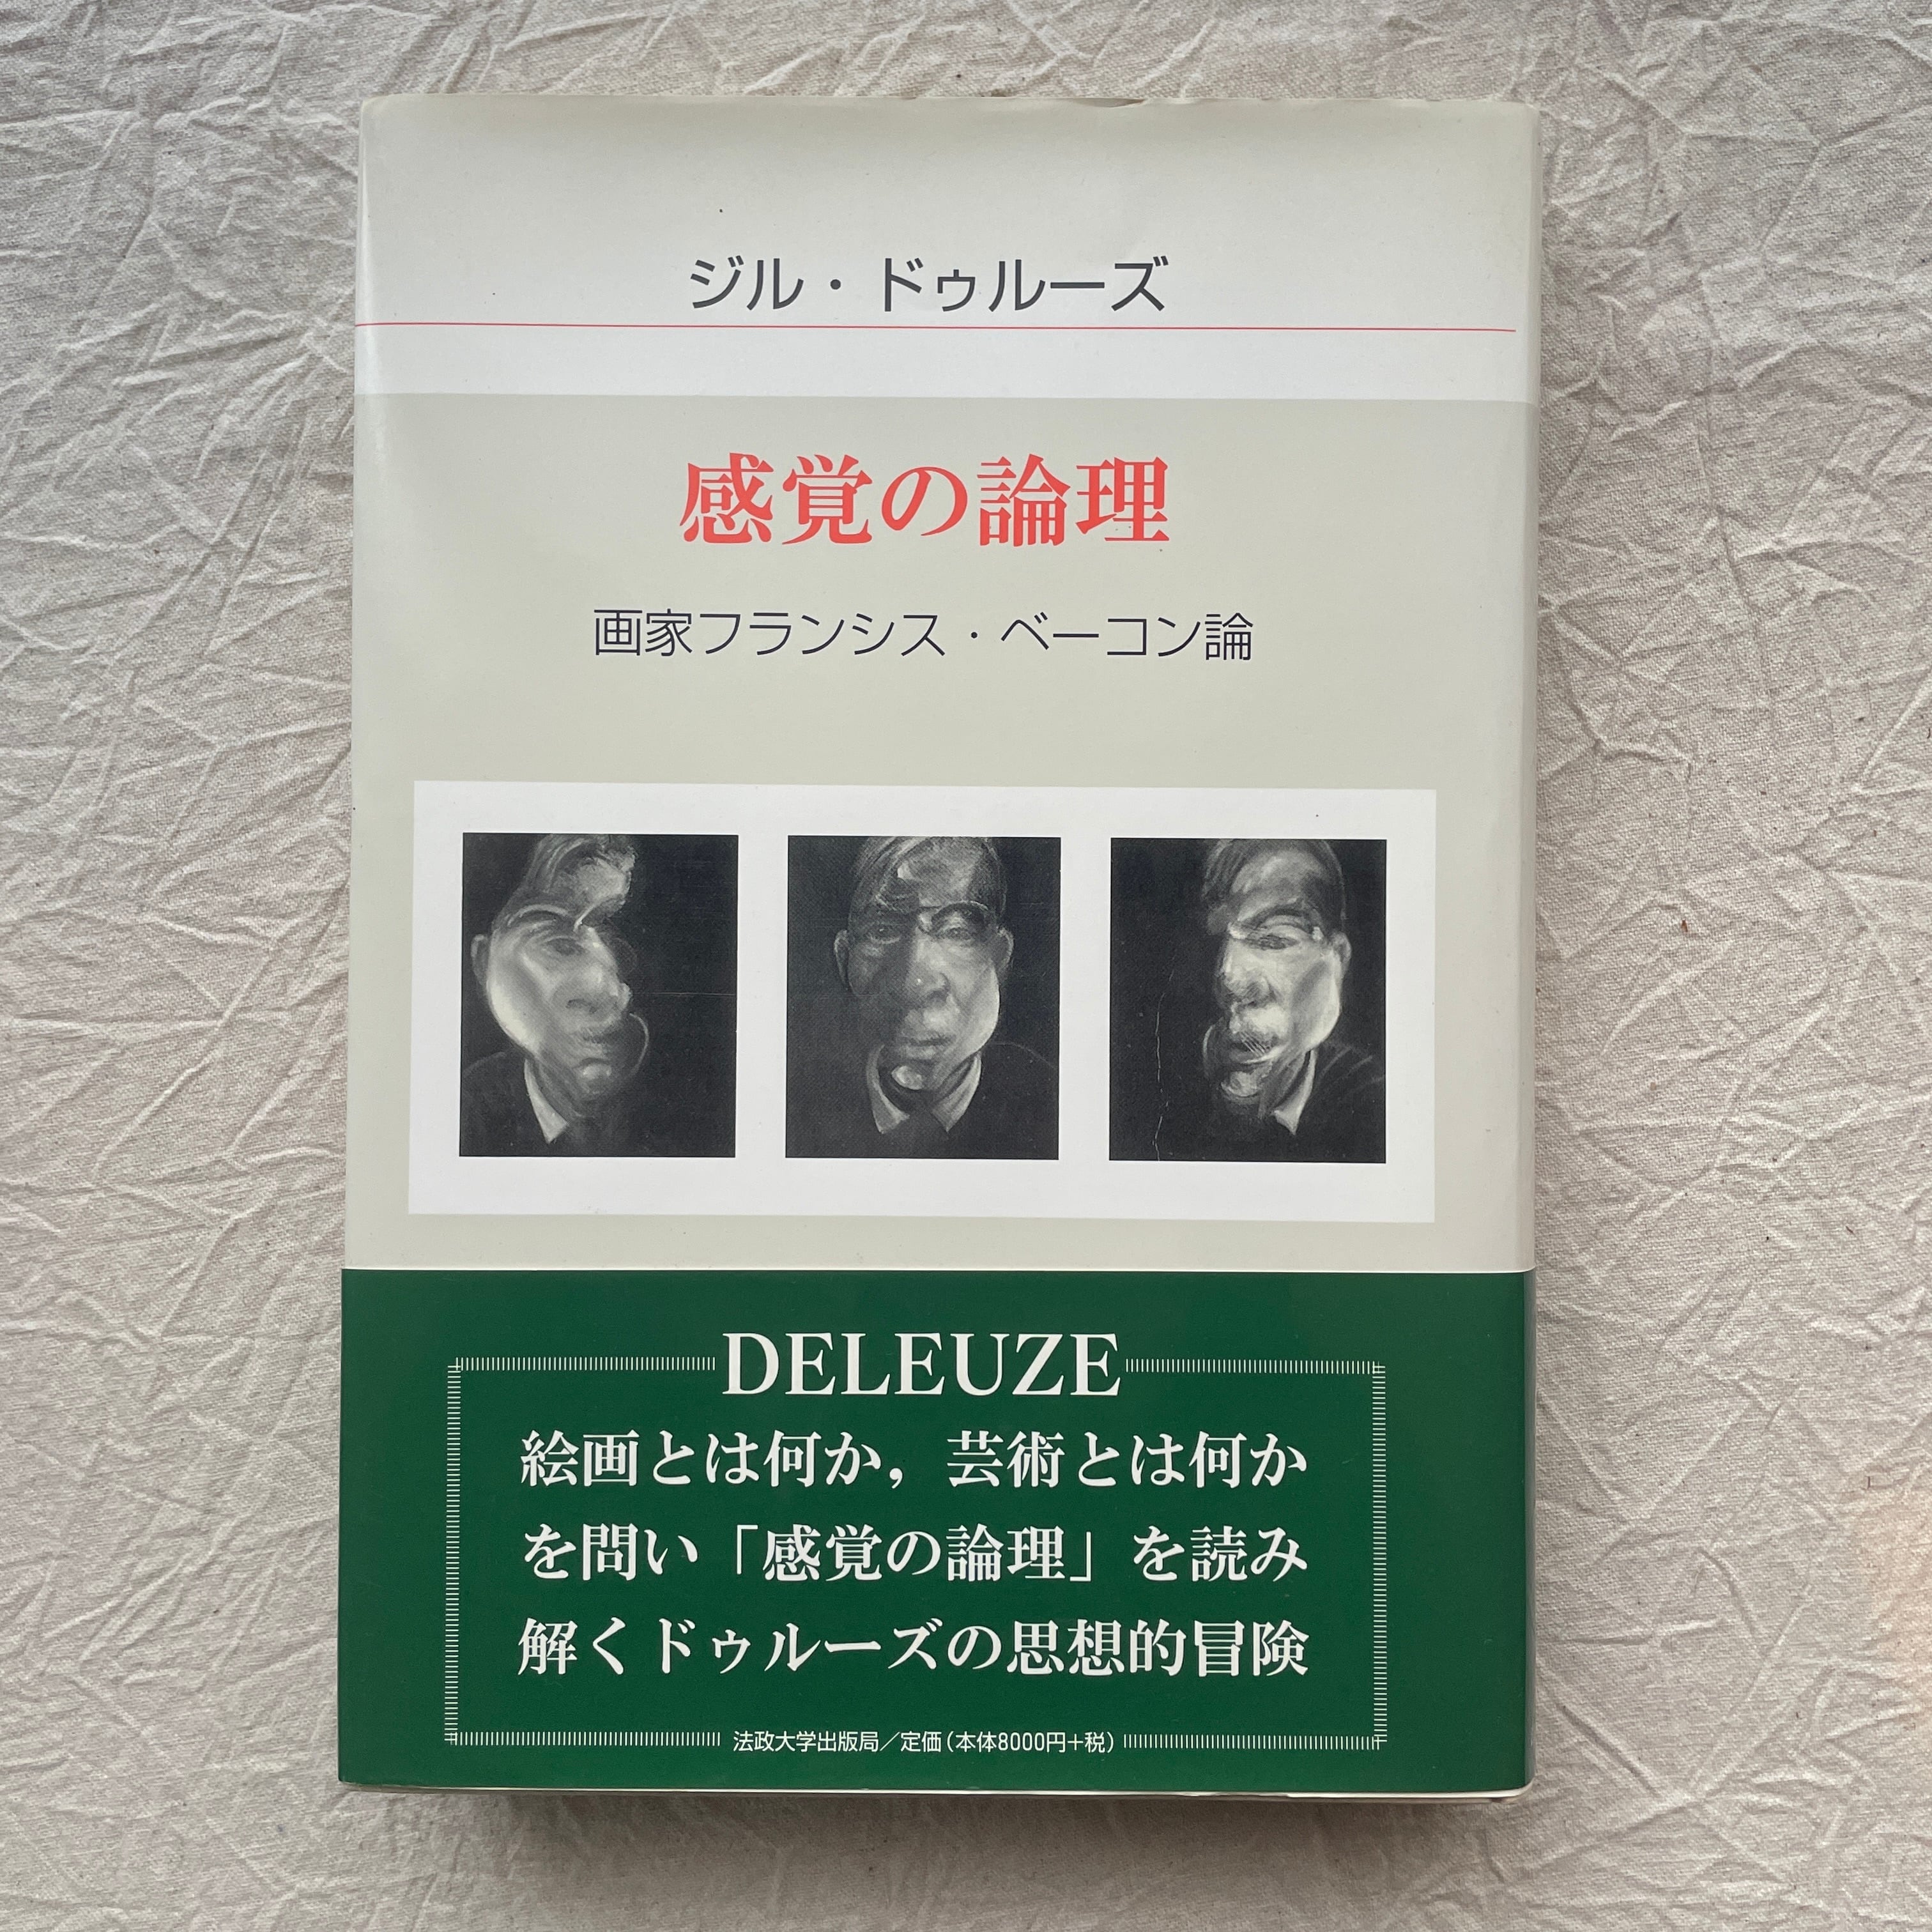 ジル・ドゥルーズ
感覚の論理
画家フランシス・ベーコン論
DELEUZE
絵画とは何か，芸術とは何か
を問い「感覚の論理」を読み
解くドゥルーズの思想的冒険
法政大学出版局／定価（本体8000円＋税）